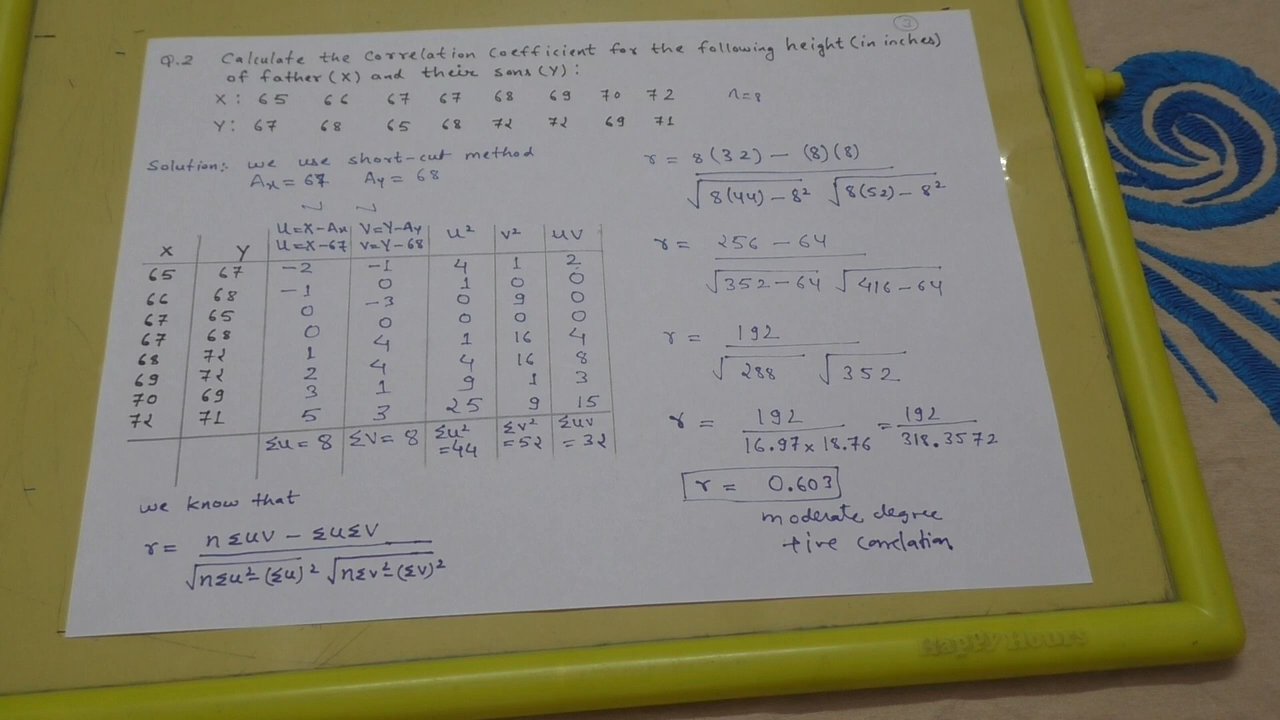 3
Q.2 Calculate the Correlation Coefficient for the following height (in inches)
of father (X) and their sons (Y) :
X : 65 66 67 67 68 69 70 72 n=8
Y : 67 68 65 68 72 72 69 71
Solution:- we use short-cut method
Ax = 67 Ay = 68
X Y U=X-Ax V=Y-Ay U² V² UV
U=X-67 V=Y-68
65 67 -2 -1 4 1 2
66 68 -1 0 1 0 0
67 65 0 -3 0 9 0
67 68 0 0 0 0 0
68 72 1 4 1 16 4
69 72 2 4 4 16 8
70 69 3 1 9 1 3
72 71 5 3 25 9 15
ΣU = 8 ΣV = 8 ΣU² =44 ΣV² =52 ΣUV = 32
we know that
r = n ΣUV - ΣUΣV
√nΣU²-(ΣU)² √nΣV²-(ΣV)²
r = 8(32) - (8)(8)
√8(44)-8² √8(52)-8²
r = 256 - 64
√352-64 √416-64
r = 192
√288 √352
r = 192 = 192
16.97 × 18.76 318.3572
r = 0.603
moderate degree
+ive correlation
Happy Hours